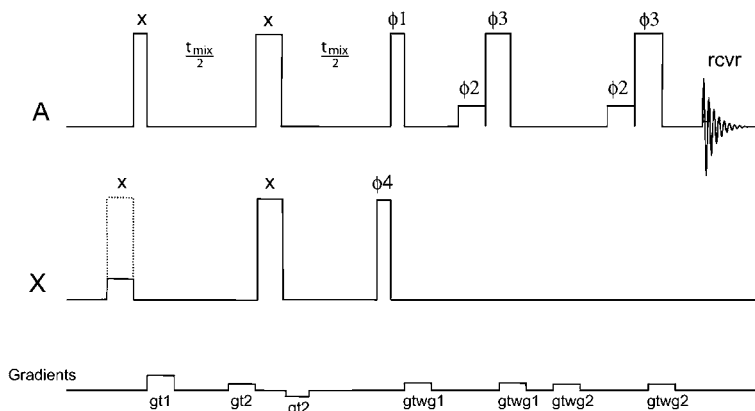 x x ϕ1 ϕ3 ϕ3
t_mix/2 t_mix/2
rcvr
ϕ2 ϕ2
A
x x ϕ4
X
Gradients
gt1 gt2 gt2 gtwg1 gtwg1 gtwg2 gtwg2